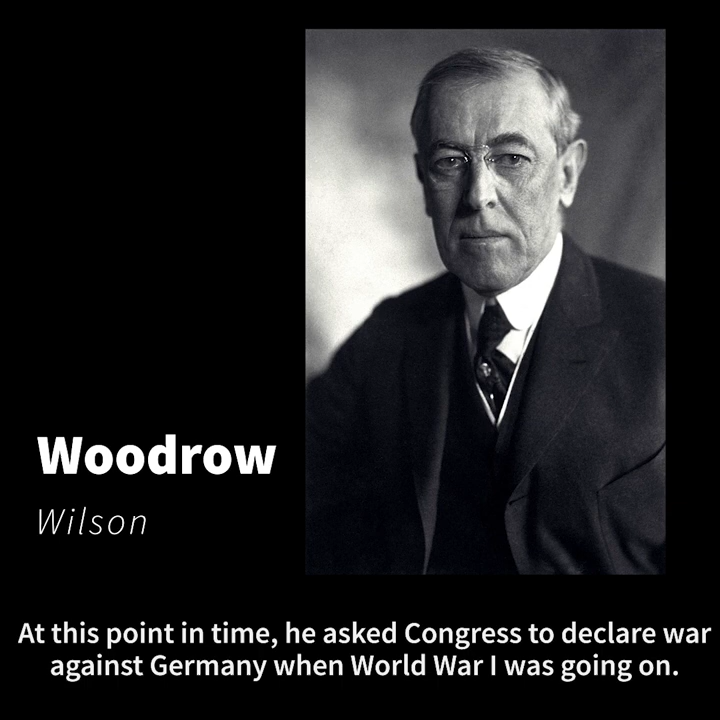 Woodrow
Wilson
At this point in time, he asked Congress to declare war
against Germany when World War I was going on.